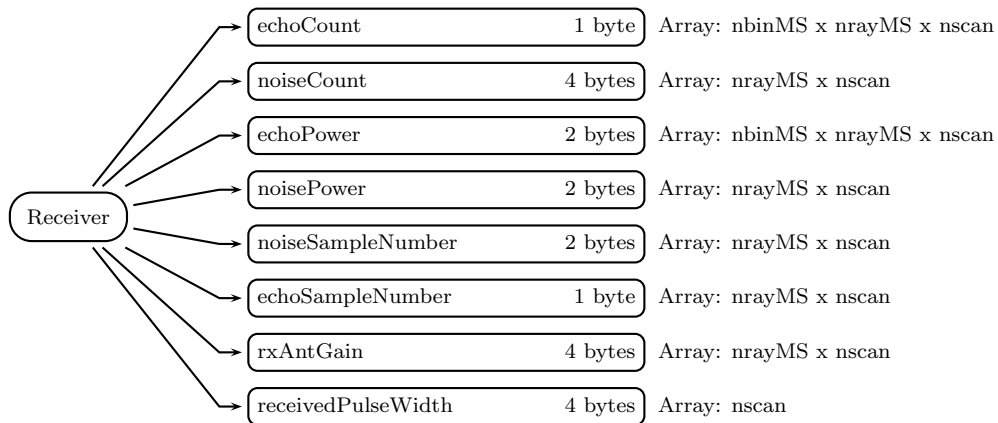 echoCount 1 byte Array: nbinMS x nrayMS x nscan
noiseCount 4 bytes Array: nrayMS x nscan
echoPower 2 bytes Array: nbinMS x nrayMS x nscan
noisePower 2 bytes Array: nrayMS x nscan
Receiver
noiseSampleNumber 2 bytes Array: nrayMS x nscan
echoSampleNumber 1 byte Array: nrayMS x nscan
rxAntGain 4 bytes Array: nrayMS x nscan
receivedPulseWidth 4 bytes Array: nscan